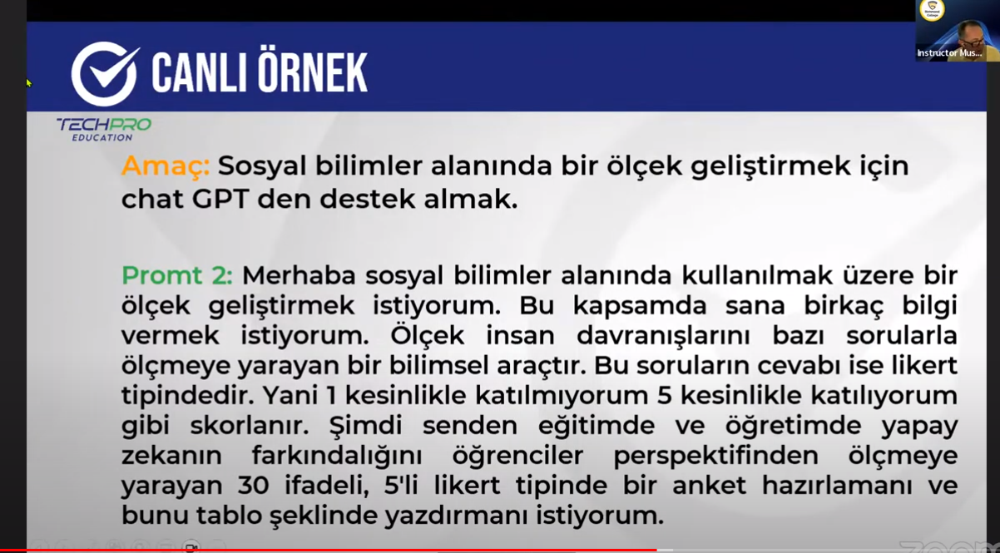 Richmond
College
Instructor Mus...
CANLI ÖRNEK
TECHPRO
EDUCATION
Amaç: Sosyal bilimler alanında bir ölçek geliştirmek için
chat GPT den destek almak.
Promt 2: Merhaba sosyal bilimler alanında kullanılmak üzere bir
ölçek geliştirmek istiyorum. Bu kapsamda sana birkaç bilgi
vermek istiyorum. Ölçek insan davranışlarını bazı sorularla
ölçmeye yarayan bir bilimsel araçtır. Bu soruların cevabı ise likert
tipindedir. Yani 1 kesinlikle katılmıyorum 5 kesinlikle katılıyorum
gibi skorlanır. Şimdi senden eğitimde ve öğretimde yapay
zekanın farkındalığını öğrenciler perspektifinden ölçmeye
yarayan 30 ifadeli, 5'li likert tipinde bir anket hazırlamanı ve
bunu tablo şeklinde yazdırmanı istiyorum.
zoom